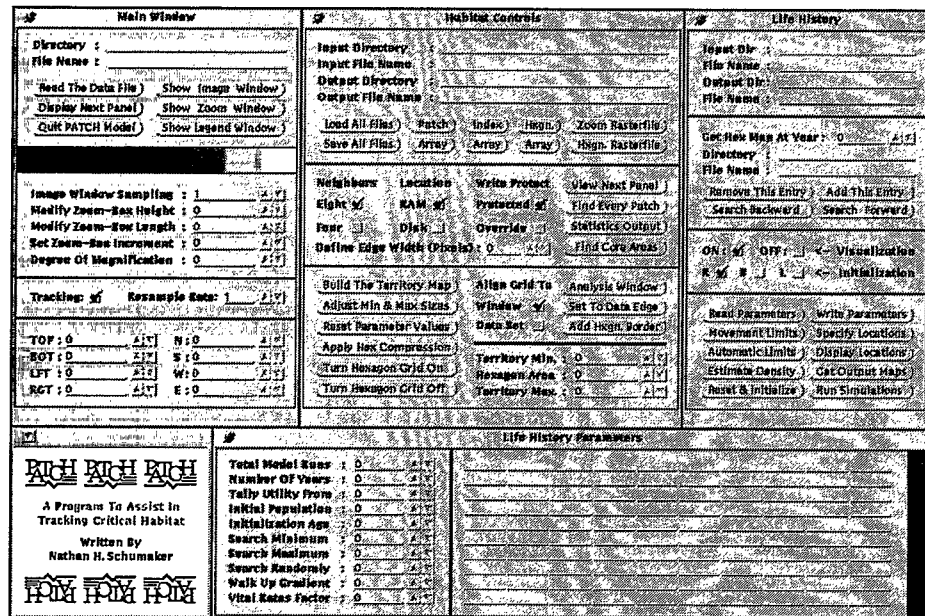 Main Window
Directory :
File Name :
Read The Data File Show Image Window
Display Next Panel Show Zoom Window
Quit PATCH Model Show Legend Window
Image Window Sampling : 1
Modify Zoom-Box Height : 0
Modify Zoom-Box Length : 0
Set Zoom-Box Increment : 0
Degree Of Magnification : 0
Tracking: Resample Rate: 1
TOP : 0 N : 0
BOT : 0 S : 0
LFT : 0 W : 0
RGT : 0 E : 0
Habitat Controls
Input Directory :
Input File Name :
Output Directory :
Output File Name :
Load All Files Patch Index Hxgn. Zoom Rasterfile
Save All Files Array Array Array Hxgn. Rasterfile
Neighbors Location Write Protect View Next Panel
Eight RAM Protected Find Every Patch
Four Disk Override Statistics Output
Define Edge Width (Pixels) : 0 Find Core Areas
Build The Territory Map Align Grid To Analysis Window
Adjust Min & Max Sizes Window Set To Data Edge
Reset Parameter Values Data Set Add Hxgn. Border
Apply Hex Compression
Turn Hexagon Grid On Territory Min. : 0
Turn Hexagon Grid Off Hexagon Area : 0
Territory Max. : 0
Life History
Input Dir :
File Name :
Output Dir :
File Name :
Get Hex Map At Year : 0
Directory :
File Name :
Remove This Entry Add This Entry
Search Backward Search Forward
ON : OFF : <- Visualization
R B L <- Initialization
Read Parameters Write Parameters
Movement Limits Specify Locations
Automatic Limits Display Locations
Estimate Density Get Output Maps
Reset & Initialize Run Simulations
PATCH PATCH PATCH
A Program To Assist In
Tracking Critical Habitat
Written By
Nathan H. Schumaker
PATCH PATCH PATCH
Life History Parameters
Total Model Runs : 0
Number Of Years : 0
Tally Utility From : 0
Initial Population : 0
Initialization Age : 0
Search Minimum : 0
Search Maximum : 0
Search Randomly : 0
Walk Up Gradient : 0
Vital Rates Factor : 0